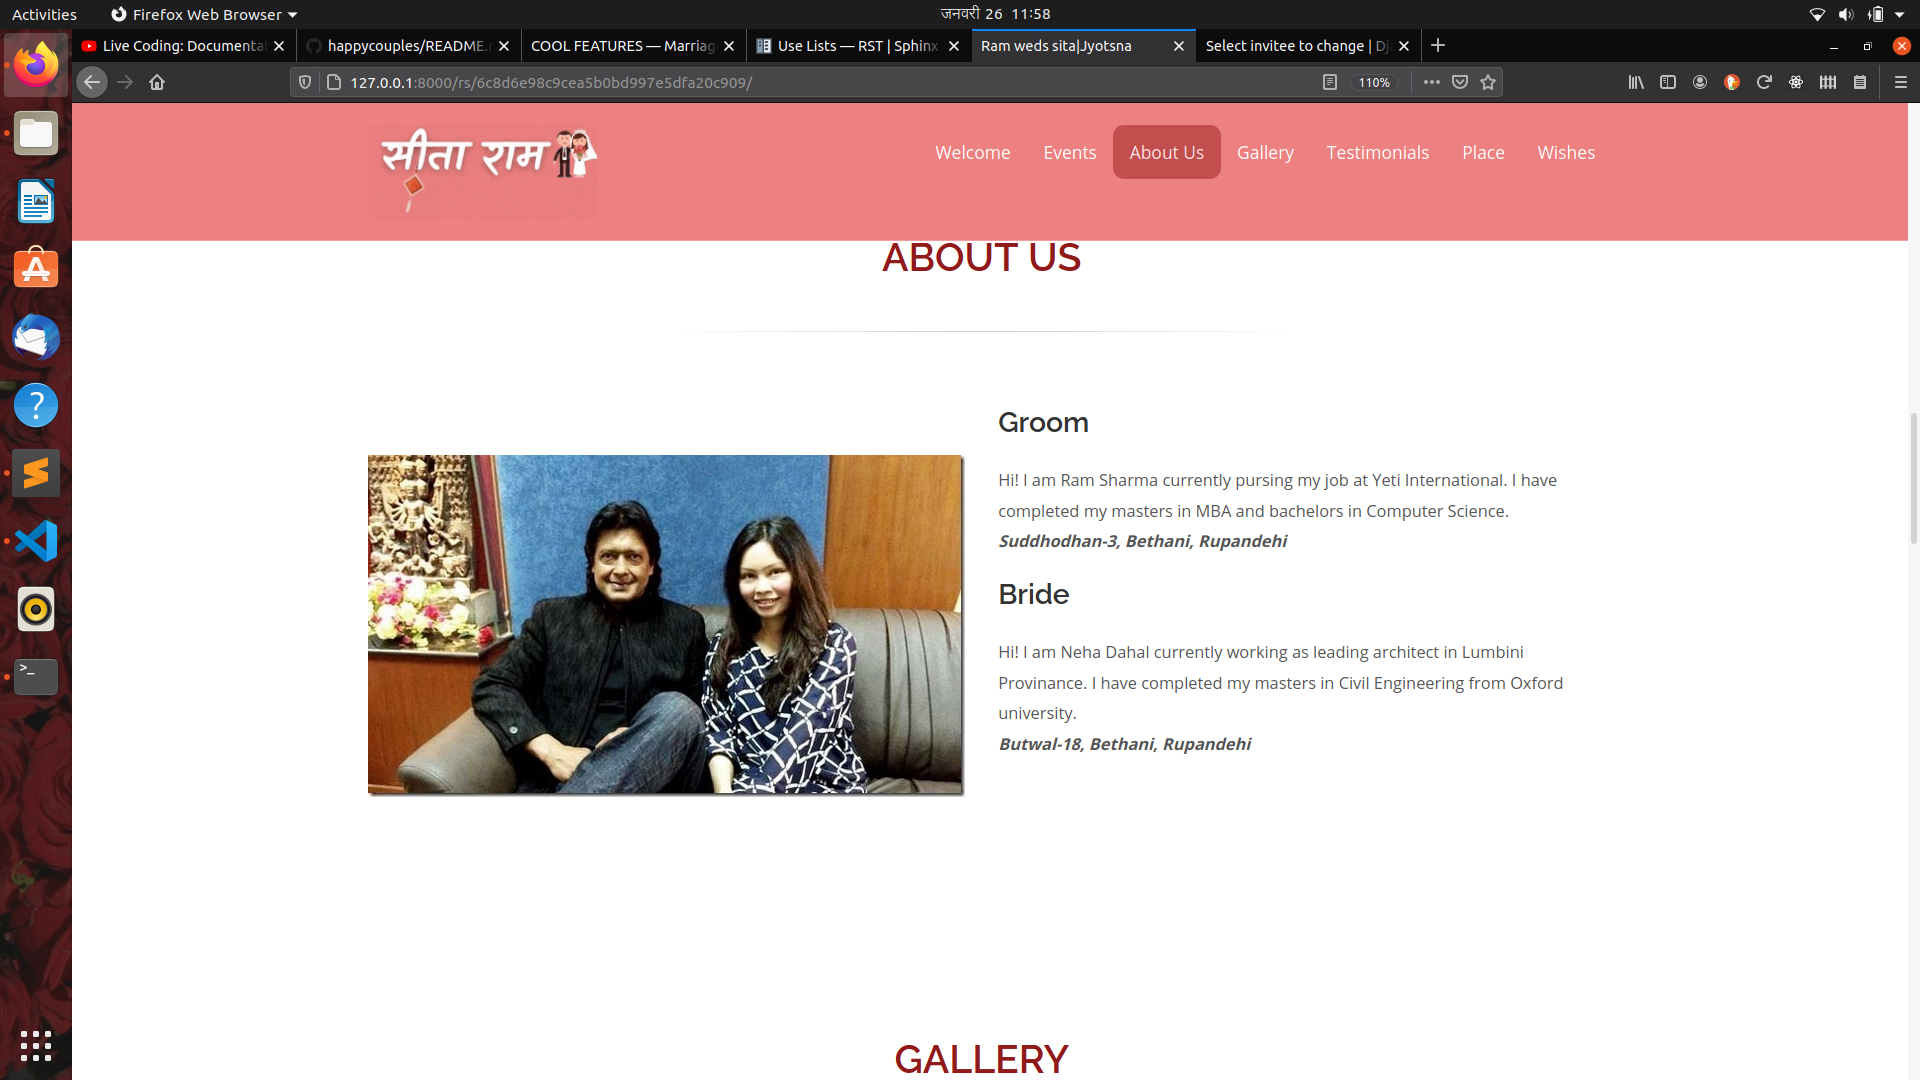 Activities
Firefox Web Browser
जनवरी 26 11:58
Live Coding: Documenta
happycouples/README.
COOL FEATURES — Marriag
Use Lists — RST | Sphinx
Ram weds sita|Jyotsna
Select invitee to change | Dj
127.0.0.1:8000/rs/6c8d6e98c9cea5b0bd997e5dfa20c909/
110%
सीता राम
Welcome
Events
About Us
Gallery
Testimonials
Place
Wishes
ABOUT US
Groom
Hi! I am Ram Sharma currently pursing my job at Yeti International. I have
completed my masters in MBA and bachelors in Computer Science.
Suddhodhan-3, Bethani, Rupandehi
Bride
Hi! I am Neha Dahal currently working as leading architect in Lumbini
Provinance. I have completed my masters in Civil Engineering from Oxford
university.
Butwal-18, Bethani, Rupandehi
GALLERY